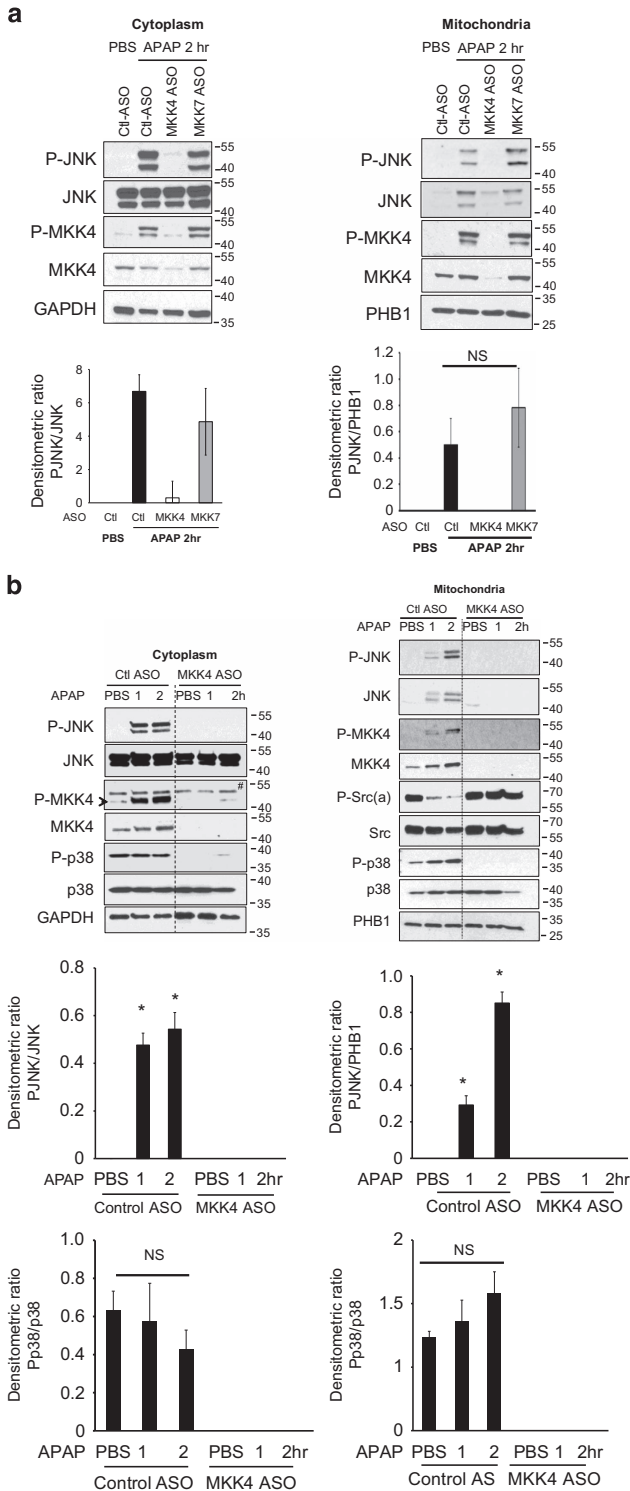 a
Cytoplasm
PBS APAP 2 hr
Ctl-ASO
Ctl-ASO
MKK4 ASO
MKK7 ASO
P-JNK
-55
-40
JNK
-55
-40
P-MKK4
-55
-40
MKK4
-55
-40
GAPDH
-40
-35
Mitochondria
PBS APAP 2 hr
Ctl-ASO
Ctl-ASO
MKK4 ASO
MKK7 ASO
P-JNK
-55
-40
JNK
-55
-40
P-MKK4
-55
-40
MKK4
-55
-40
PHB1
-35
-25
Densitometric ratio
PJNK/JNK
8
6
4
2
0
ASO Ctl Ctl MKK4 MKK7
PBS APAP 2hr
Densitometric ratio
PJNK/PHB1
1.2
1.0
0.8
0.6
0.4
0.2
0
NS
ASO Ctl Ctl MKK4 MKK7
PBS APAP 2hr
b
Cytoplasm
Ctl ASO MKK4 ASO
APAP PBS 1 2 PBS 1 2h
P-JNK
-55
-40
JNK
-55
-40
P-MKK4
#
-55
-40
MKK4
-55
-40
P-p38
-40
-35
p38
-40
GAPDH
-35
Mitochondria
Ctl ASO MKK4 ASO
APAP PBS 1 2 PBS 1 2h
P-JNK
-55
-40
JNK
-55
-40
P-MKK4
-55
-40
MKK4
-55
-40
P-Src(a)
-70
-55
Src
-70
-55
P-p38
-40
-35
p38
-40
-35
PHB1
-35
-25
Densitometric ratio
PJNK/JNK
0.8
0.6
0.4
0.2
0
*
*
APAP PBS 1 2 PBS 1 2hr
Control ASO MKK4 ASO
Densitometric ratio
PJNK/PHB1
1.0
0.8
0.6
0.4
0.2
0
*
*
APAP PBS 1 2 PBS 1 2hr
Control ASO MKK4 ASO
Densitometric ratio
Pp38/p38
1.0
0.8
0.6
0.4
0.2
0
NS
APAP PBS 1 2 PBS 1 2hr
Control ASO MKK4 ASO
Densitometric ratio
Pp38/p38
2
1.5
1
0
NS
APAP PBS 1 2 PBS 1 2hr
Control AS MKK4 ASO